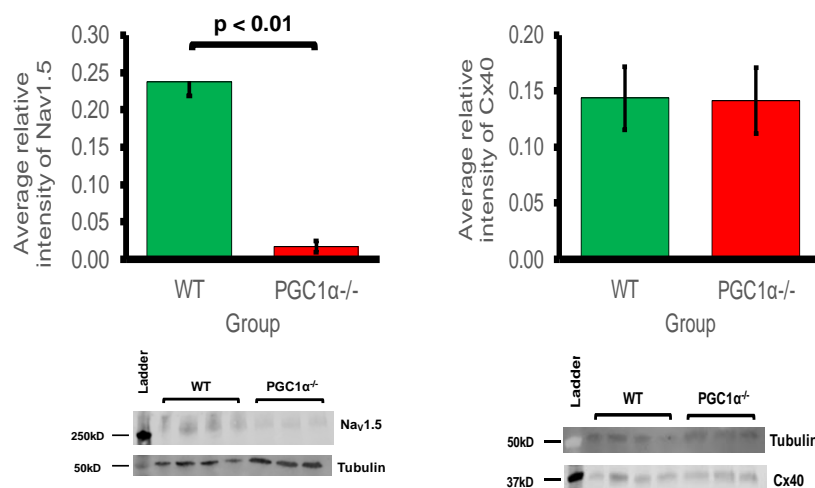 p < 0.01
Average relative
intensity of Nav1.5
0.30
0.25
0.20
0.15
0.10
0.05
0.00
WT PGC1α-/-
Group
Average relative
intensity of Cx40
0.20
0.15
0.10
0.05
0.00
WT PGC1α-/-
Group
Ladder
WT PGC1α-/-
NaV1.5
250kD
50kD
Tubulin
Ladder
WT PGC1α-/-
50kD
Tubulin
37kD
Cx40